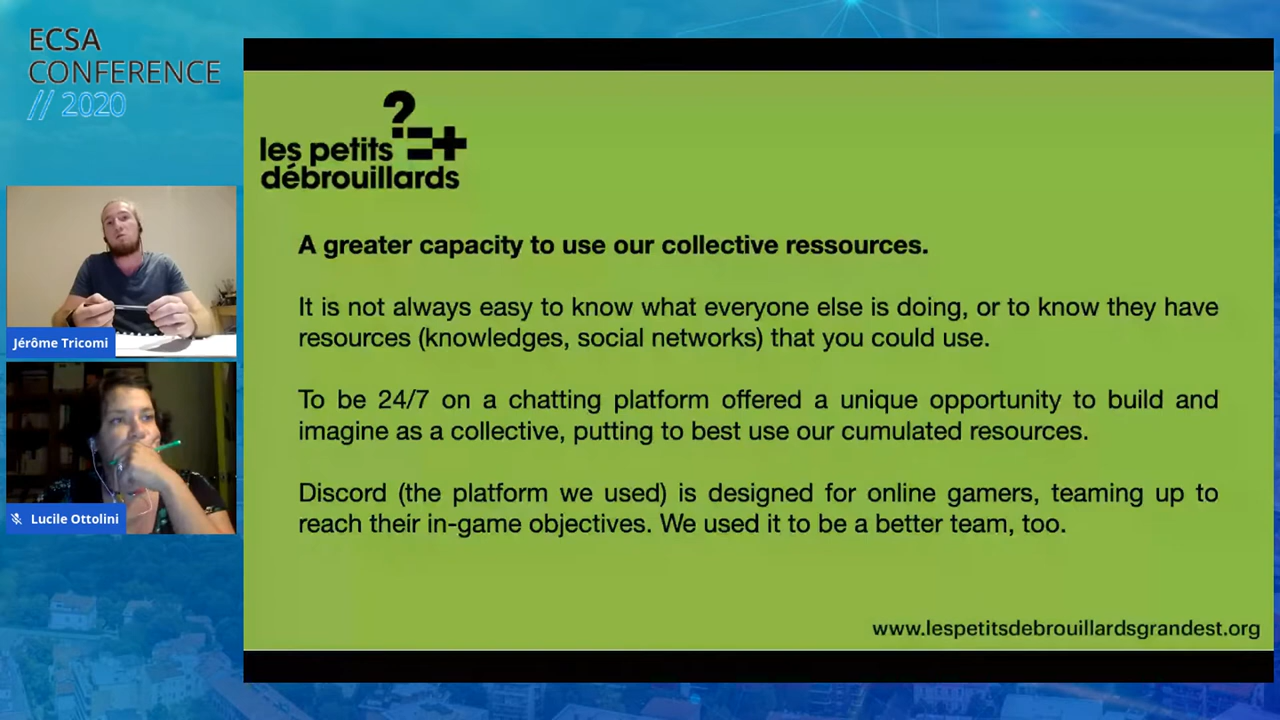 ECSA
CONFERENCE
// 2020
Jérôme Tricomi
Lucile Ottolini
les petits
débrouillards
A greater capacity to use our collective ressources.
It is not always easy to know what everyone else is doing, or to know they have
resources (knowledges, social networks) that you could use.
To be 24/7 on a chatting platform offered a unique opportunity to build and
imagine as a collective, putting to best use our cumulated resources.
Discord (the platform we used) is designed for online gamers, teaming up to
reach their in-game objectives. We used it to be a better team, too.
www.lespetitsdebrouillardsgrandest.org